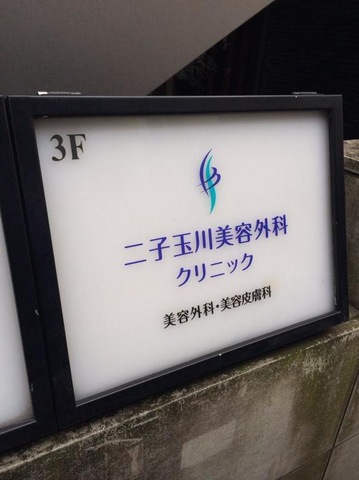 3F
二子玉川美容外科
クリニック
美容外科・美容皮膚科